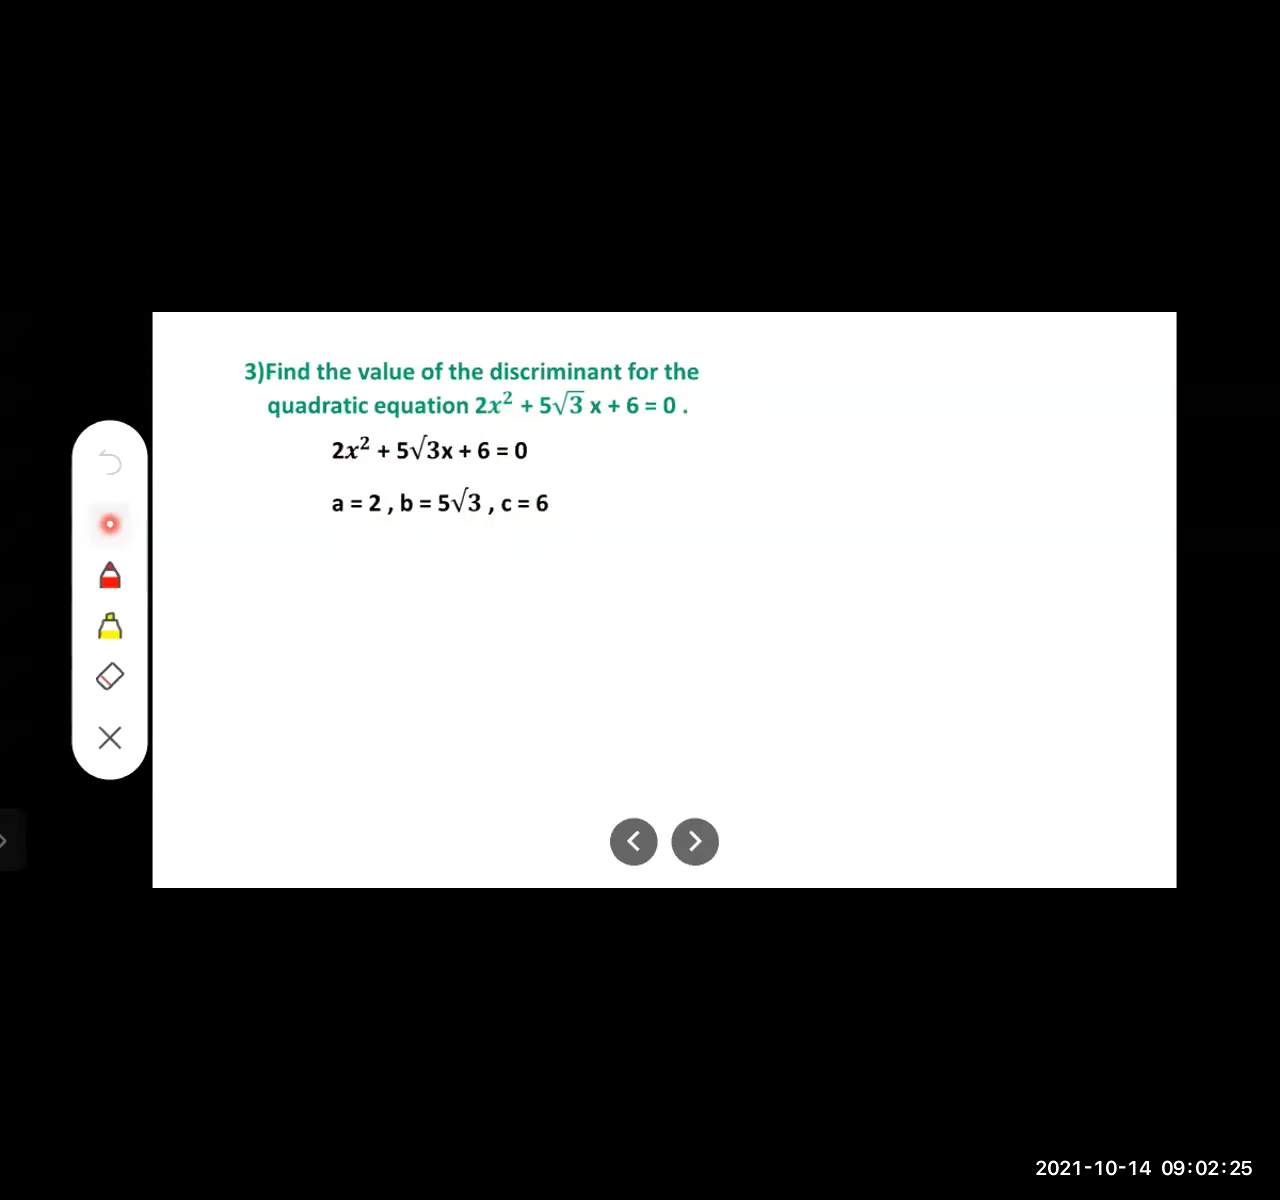 3)Find the value of the discriminant for the
quadratic equation 2x² + 5√3 x + 6 = 0 .
2x² + 5√3x + 6 = 0
a = 2 , b = 5√3 , c = 6
2021-10-14 09:02:25